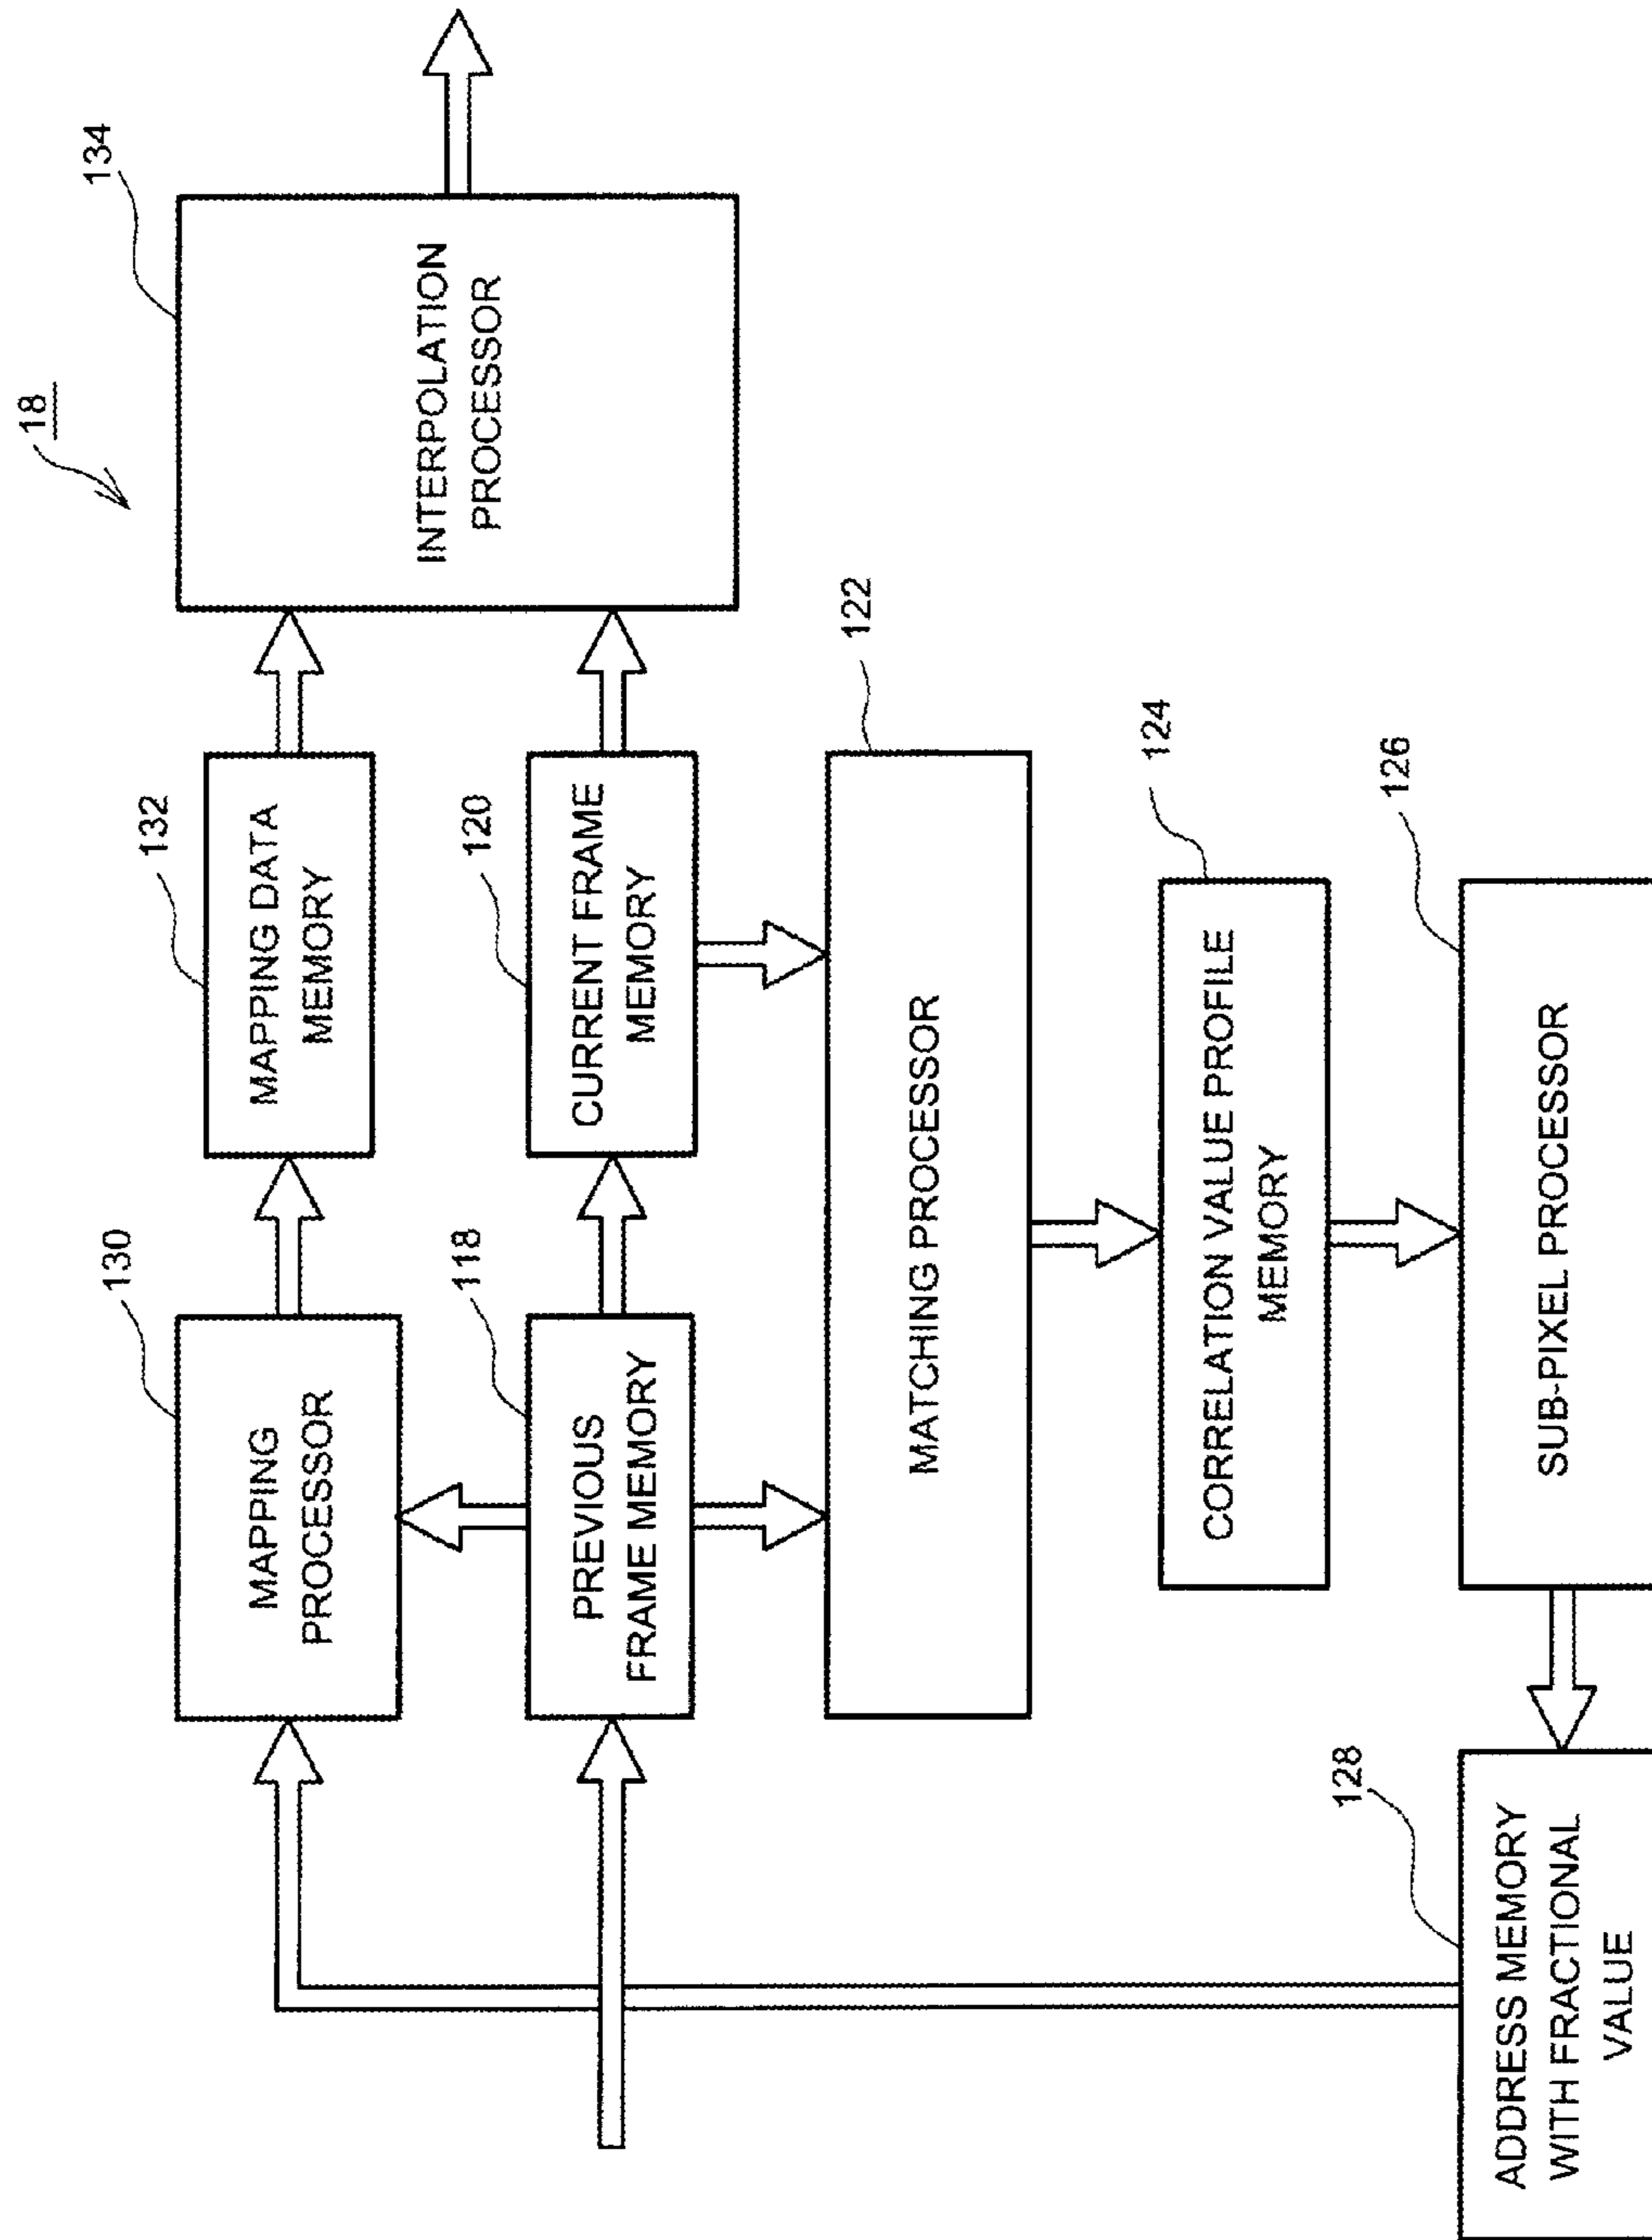 18
130
MAPPING
PROCESSOR
132
MAPPING DATA
MEMORY
134
INTERPOLATION
PROCESSOR
118
PREVIOUS
FRAME MEMORY
120
CURRENT FRAME
MEMORY
122
MATCHING PROCESSOR
124
CORRELATION VALUE PROFILE
MEMORY
128
ADDRESS MEMORY
WITH FRACTIONAL
VALUE
126
SUB-PIXEL PROCESSOR